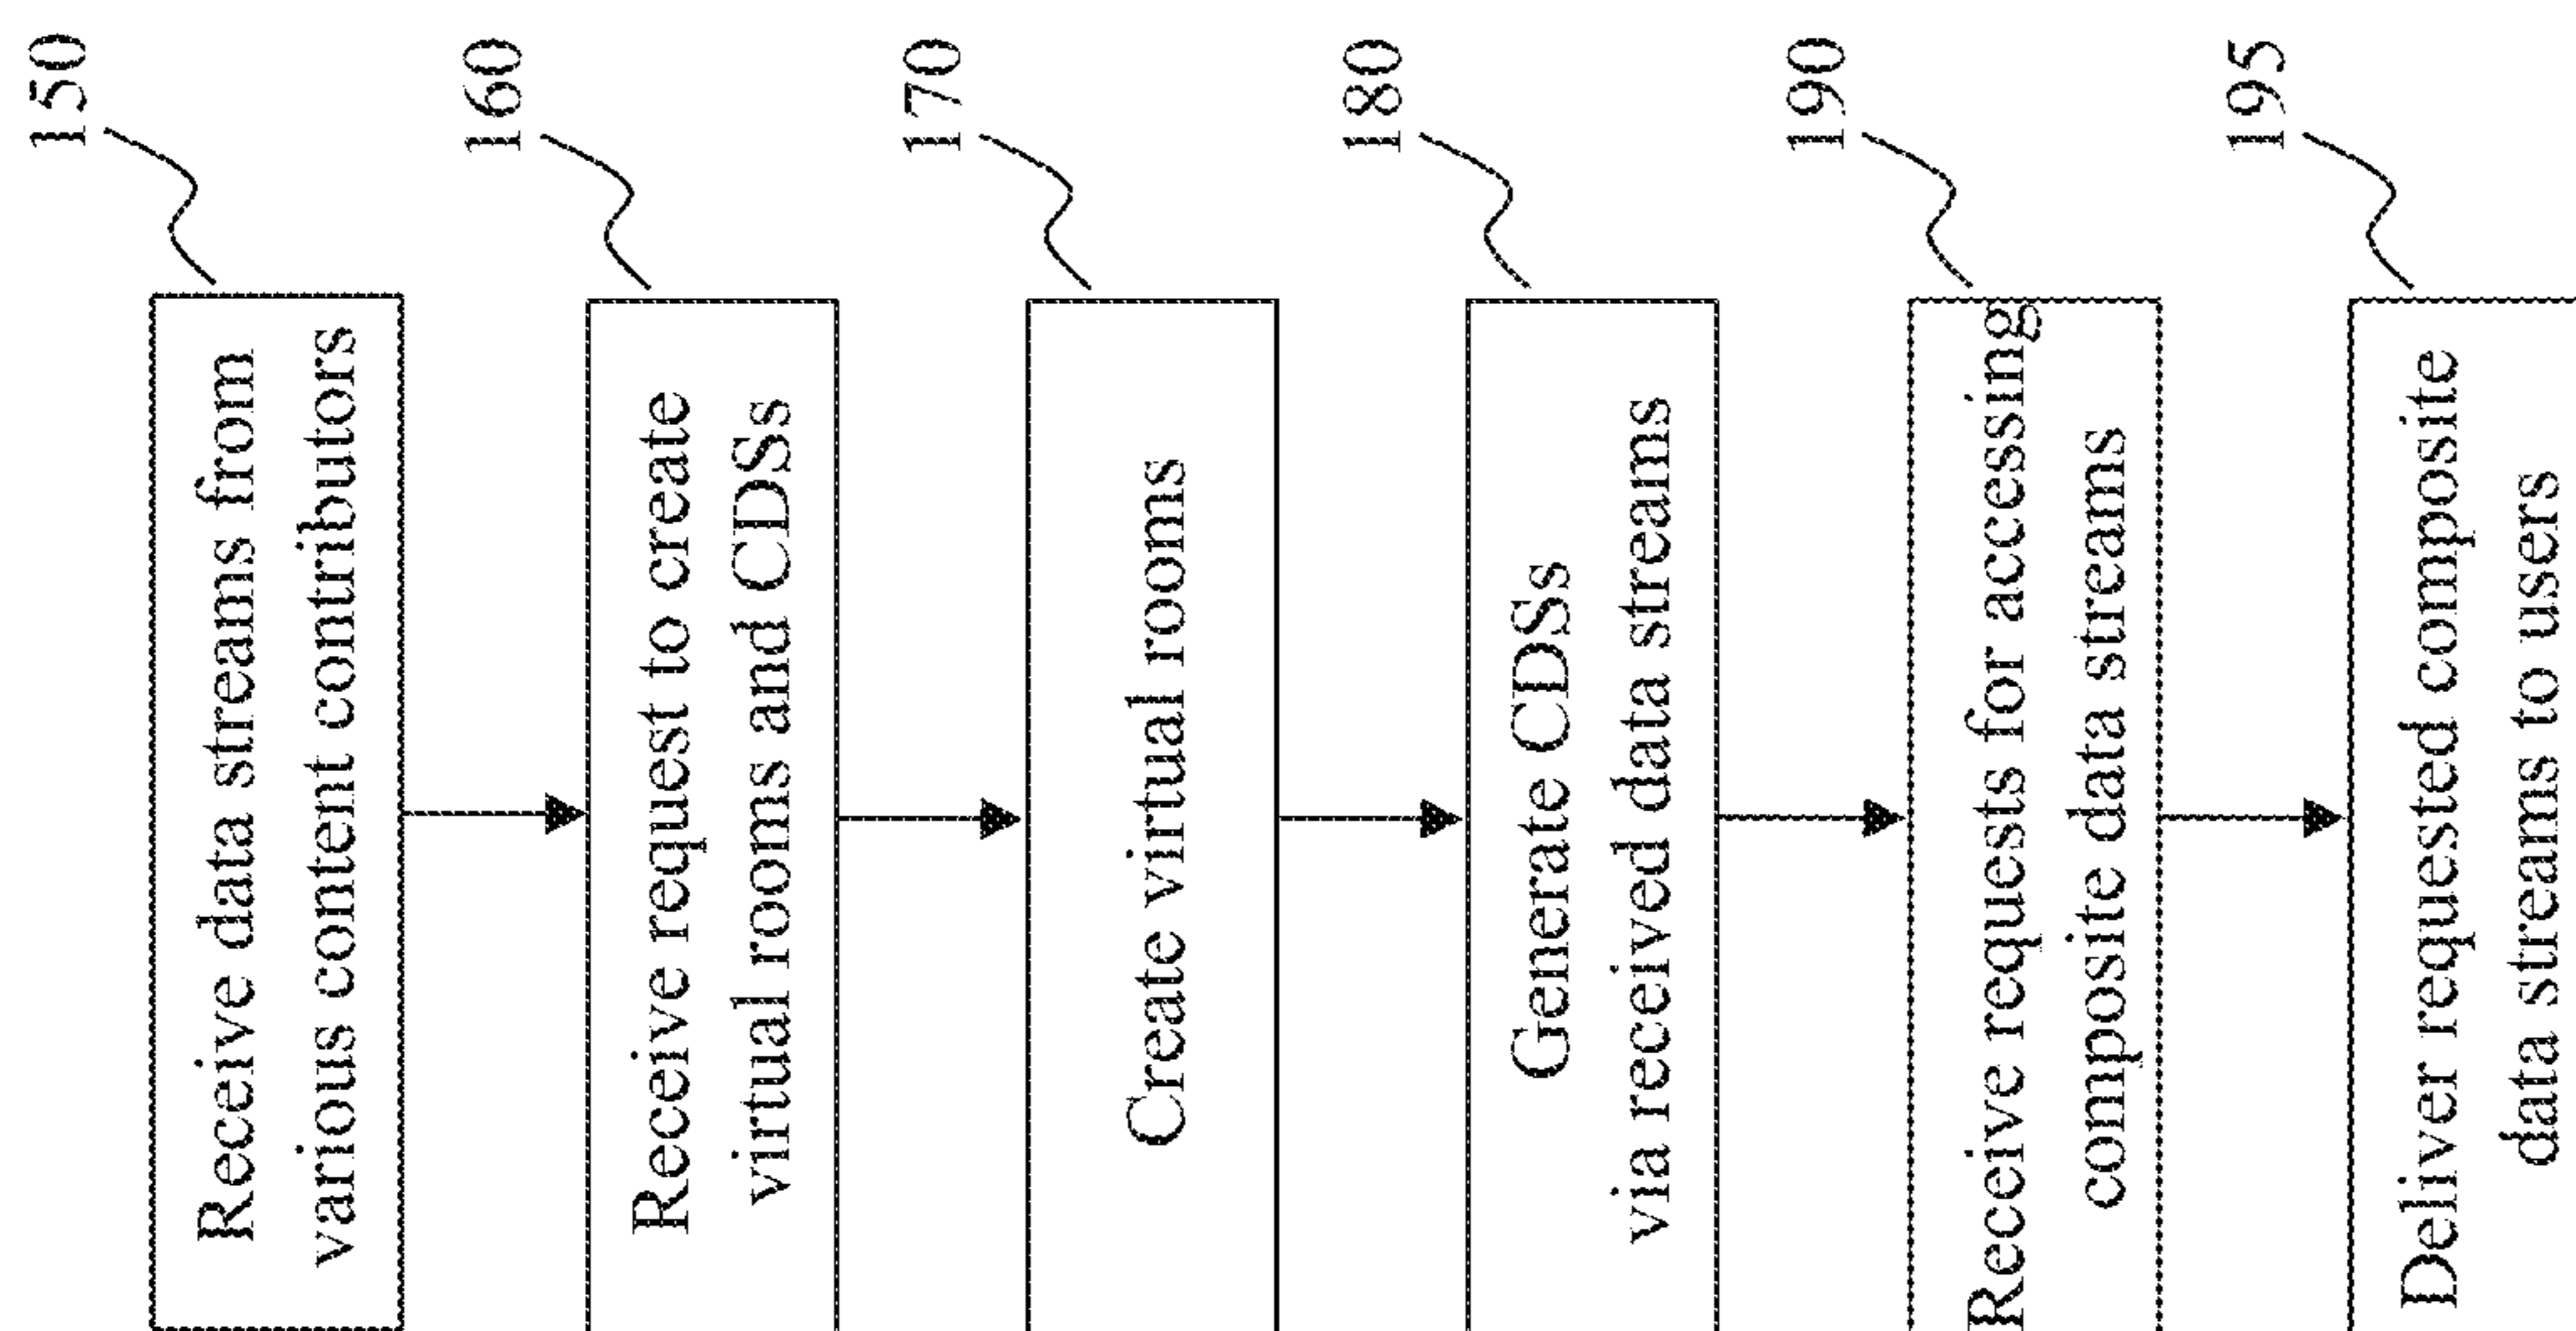 150
Receive data streams from
various content contributors
160
Receive request to create
virtual rooms and CDSs
170
Create virtual rooms
180
Generate CDSs
via received data streams
190
Receive requests for accessing
composite data streams
195
Deliver requested composite
data streams to users